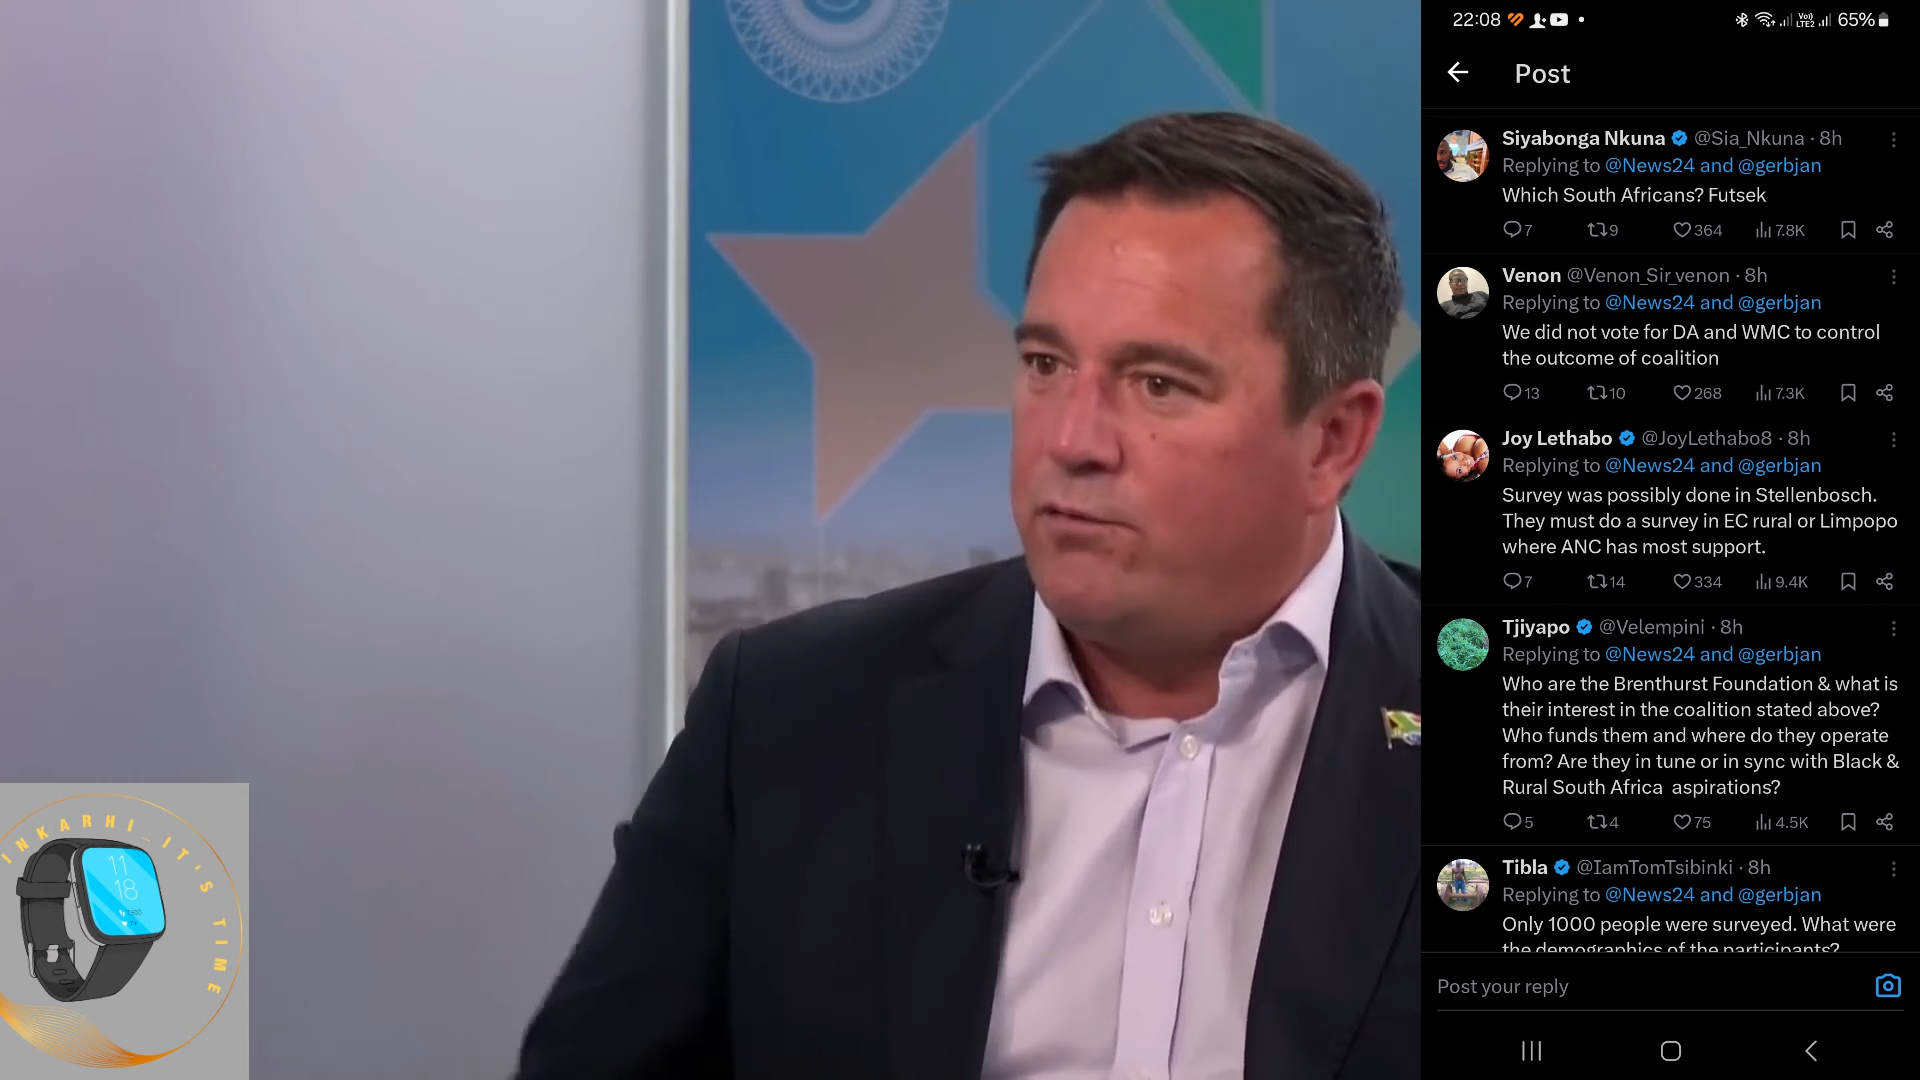 22:08
VoD LTE2 65%
Post
Siyabonga Nkuna @Sia_Nkuna · 8h
Replying to @News24 and @gerbjan
Which South Africans? Futsek
7 9 364 7.8K
Venon @Venon_Sir_venon · 8h
Replying to @News24 and @gerbjan
We did not vote for DA and WMC to control
the outcome of coalition
13 10 268 7.3K
Joy Lethabo @JoyLethabo8 · 8h
Replying to @News24 and @gerbjan
Survey was possibly done in Stellenbosch.
They must do a survey in EC rural or Limpopo
where ANC has most support.
7 14 334 9.4K
Tjiyapo @Velempini · 8h
Replying to @News24 and @gerbjan
Who are the Brenthurst Foundation & what is
their interest in the coalition stated above?
Who funds them and where do they operate
from? Are they in tune or in sync with Black &
Rural South Africa aspirations?
5 4 75 4.5K
Tibla @IamTomTsibinki · 8h
Replying to @News24 and @gerbjan
Only 1000 people were surveyed. What were
the demographics of the participants?
Post your reply
INKARHI_IT'S TIME
11
18